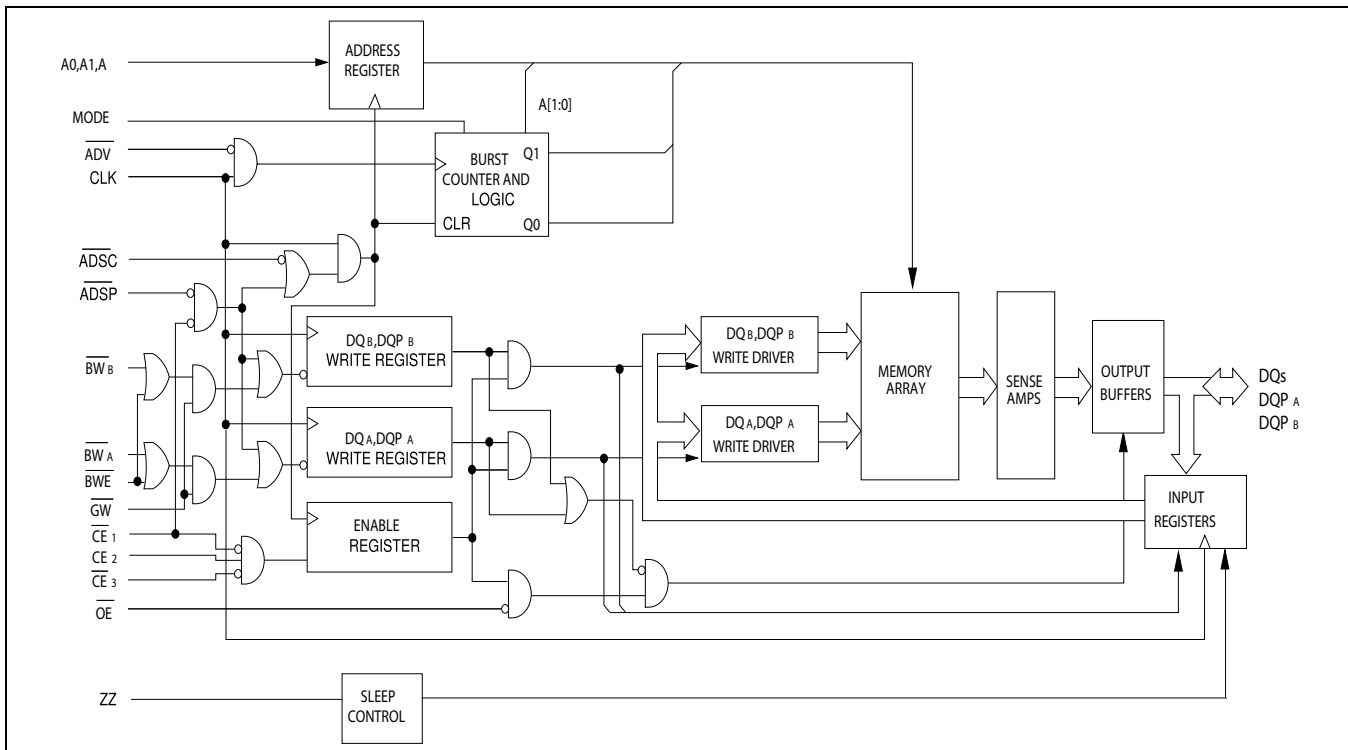 A0,A1,A
MODE
ADV
CLK
ADSC
ADSP
BW B
BW A
BWE
GW
CE 1
CE 2
CE 3
OE
ZZ
ADDRESS
REGISTER
A[1:0]
BURST
COUNTER AND
LOGIC
CLR
Q1
Q0
DQ B,DQP B
WRITE REGISTER
DQ A,DQP A
WRITE REGISTER
ENABLE
REGISTER
SLEEP
CONTROL
DQ B,DQP B
WRITE DRIVER
DQ A,DQP A
WRITE DRIVER
MEMORY
ARRAY
SENSE
AMPS
OUTPUT
BUFFERS
DQs
DQP A
DQP B
INPUT
REGISTERS